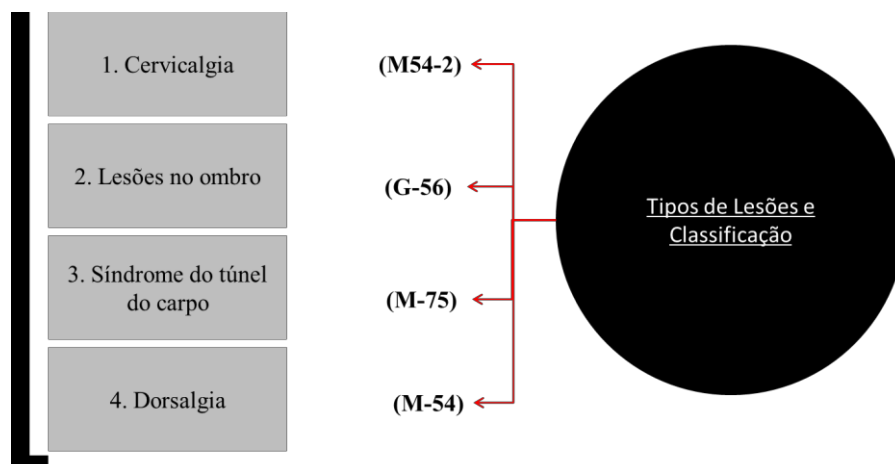 1. Cervicalgia
(M54-2)
2. Lesões no ombro
(G-56)
3. Síndrome do túnel
do carpo
(M-75)
4. Dorsalgia
(M-54)
Tipos de Lesões e
Classificação